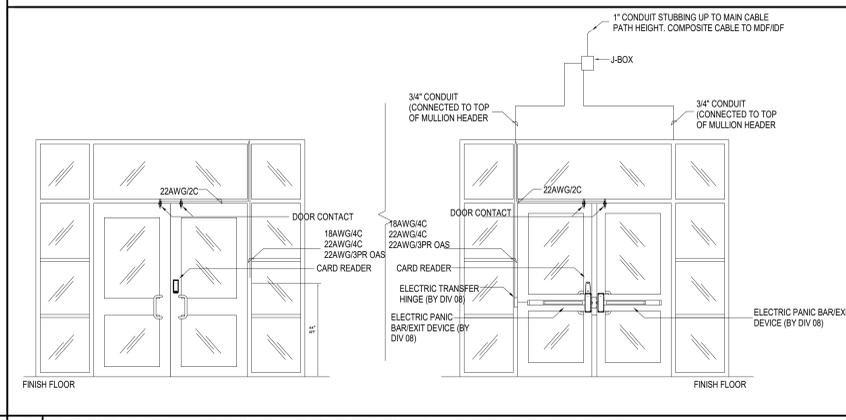 1" CONDUIT STUBBING UP TO MAIN CABLE
PATH HEIGHT. COMPOSITE CABLE TO MDF/IDF
J-BOX
3/4" CONDUIT
(CONNECTED TO TOP
OF MULLION HEADER
3/4" CONDUIT
(CONNECTED TO TOP
OF MULLION HEADER
22AWG/2C
DOOR CONTACT
18AWG/4C
22AWG/4C
22AWG/3PR OAS
CARD READER
FINISH FLOOR
22AWG/2C
DOOR CONTACT
18AWG/4C
22AWG/4C
22AWG/3PR OAS
CARD READER
ELECTRIC TRANSFER
HINGE (BY DIV 08)
ELECTRIC PANIC
BAR/EXIT DEVICE (BY
DIV 08)
ELECTRIC PANIC BAR/EXI
DEVICE (BY DIV 08)
FINISH FLOOR